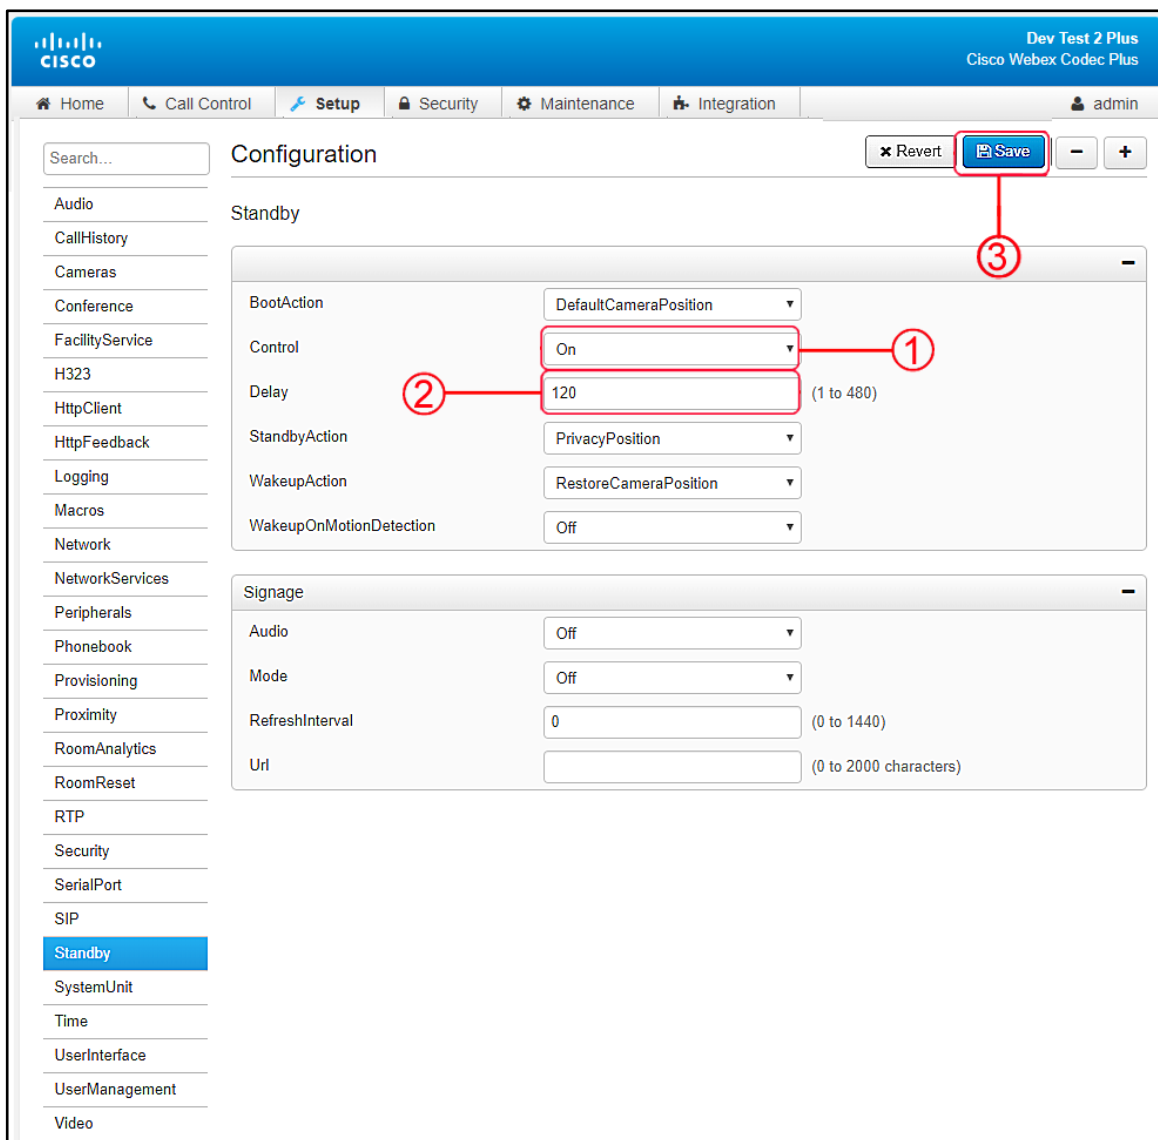 CISCO
Dev Test 2 Plus
Cisco Webex Codec Plus
Home
Call Control
Setup
Security
Maintenance
Integration
admin
Search...
Configuration
Revert
Save
3
Standby
Audio
CallHistory
Cameras
Conference
FacilityService
H323
HttpClient
HttpFeedback
Logging
Macros
Network
NetworkServices
Peripherals
Phonebook
Provisioning
Proximity
RoomAnalytics
RoomReset
RTP
Security
SerialPort
SIP
Standby
SystemUnit
Time
UserInterface
UserManagement
Video
BootAction DefaultCameraPosition
Control On 1
Delay 2 120 (1 to 480)
StandbyAction PrivacyPosition
WakeupAction RestoreCameraPosition
WakeupOnMotionDetection Off
Signage
Audio Off
Mode Off
RefreshInterval 0 (0 to 1440)
Url (0 to 2000 characters)